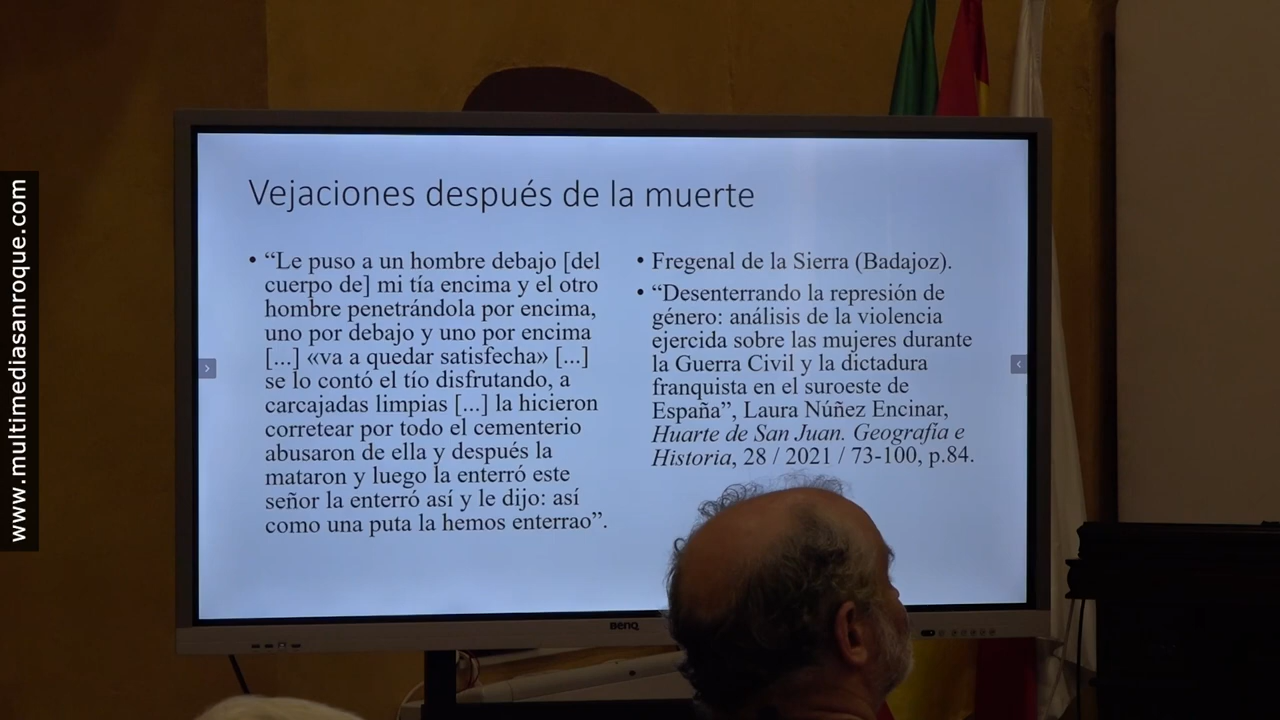 www.multimediasanroque.com
Vejaciones después de la muerte
• “Le puso a un hombre debajo [del
cuerpo de] mi tía encima y el otro
hombre penetrándola por encima,
uno por debajo y uno por encima
[...] «va a quedar satisfecha» [...]
se lo contó el tío disfrutando, a
carcajadas limpias [...] la hicieron
corretear por todo el cementerio
abusaron de ella y después la
mataron y luego la enterró este
señor la enterró así y le dijo: así
como una puta la hemos enterrao”.
• Fregenal de la Sierra (Badajoz).
• “Desenterrando la represión de
género: análisis de la violencia
ejercida sobre las mujeres durante
la Guerra Civil y la dictadura
franquista en el suroeste de
España”, Laura Núñez Encinar,
Huarte de San Juan. Geografía e
Historia, 28 / 2021 / 73-100, p.84.
BenQ